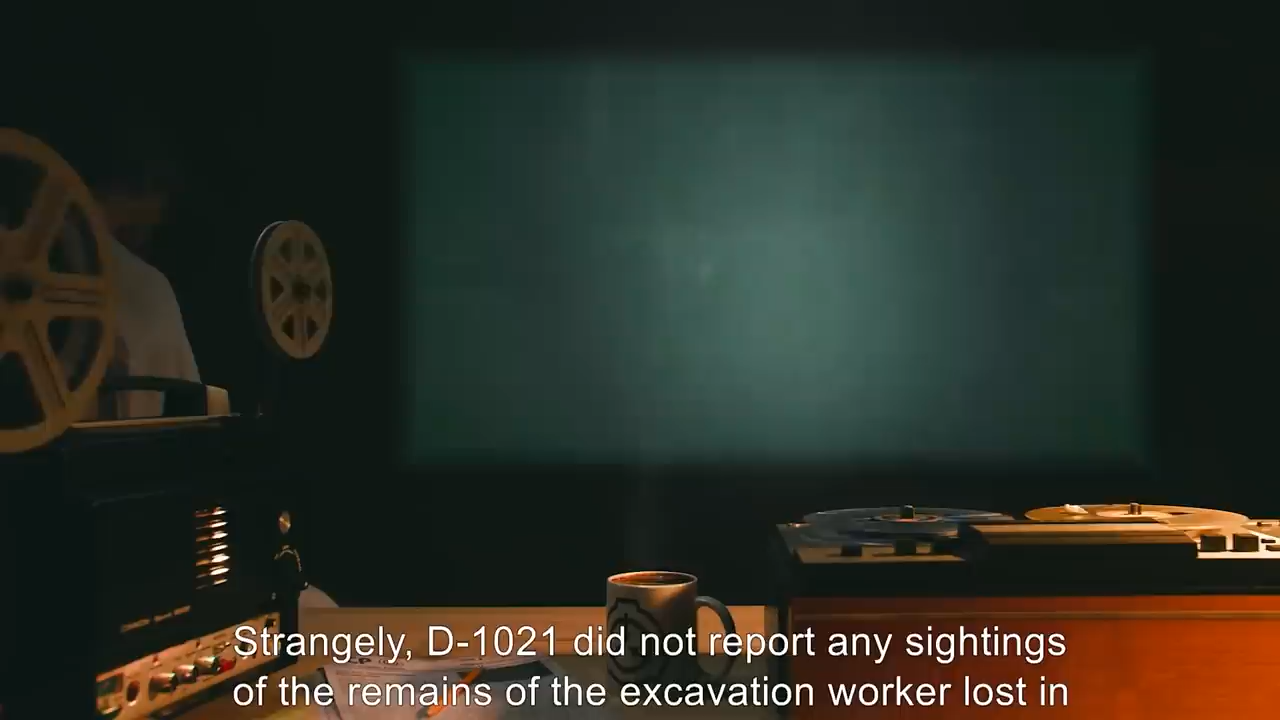 Strangely, D-1021 did not report any sightings
of the remains of the excavation worker lost in